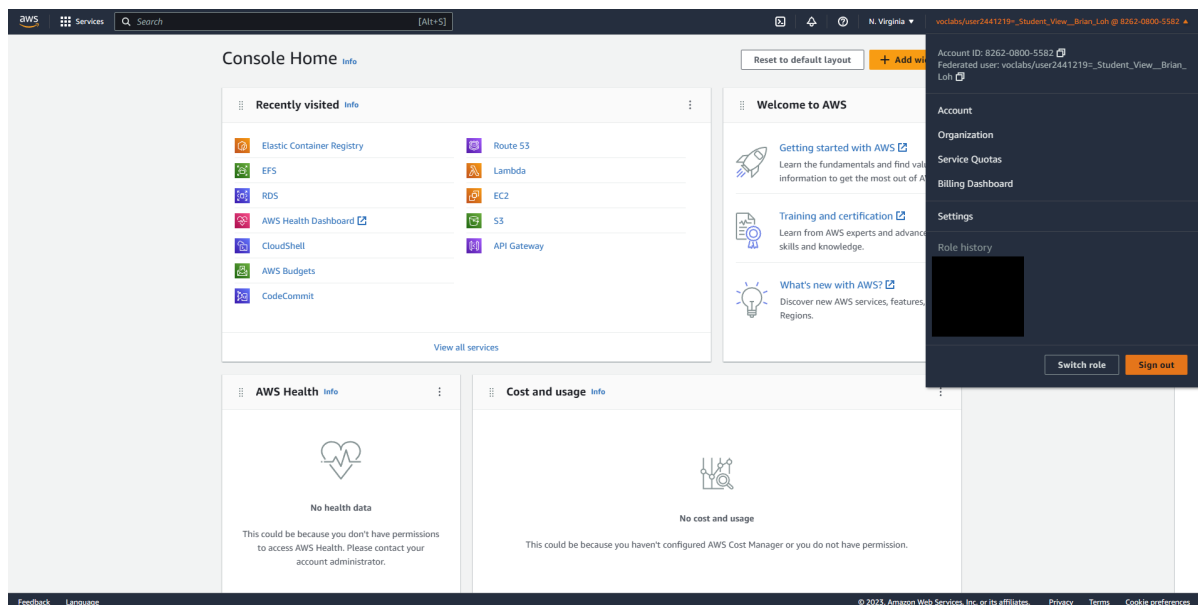 aws
Services
Search
[Alt+S]
N. Virginia
voclabs/user2441219=_Student_View__Brian_Loh @ 8262-0800-5582
Console Home Info
Reset to default layout
+ Add wi
Account ID: 8262-0800-5582
Federated user: voclabs/user2441219=_Student_View__Brian_
Loh
Account
Organization
Service Quotas
Billing Dashboard
Settings
Role history
Switch role
Sign out
Recently visited Info
Elastic Container Registry
EFS
RDS
AWS Health Dashboard
CloudShell
AWS Budgets
CodeCommit
Route 53
Lambda
EC2
S3
API Gateway
View all services
Welcome to AWS
Getting started with AWS
Learn the fundamentals and find valu
information to get the most out of A
Training and certification
Learn from AWS experts and advance
skills and knowledge.
What's new with AWS?
Discover new AWS services, features,
Regions.
AWS Health Info
No health data
This could be because you don't have permissions
to access AWS Health. Please contact your
account administrator.
Cost and usage Info
No cost and usage
This could be because you haven't configured AWS Cost Manager or you do not have permission.
Feedback
Language
© 2023, Amazon Web Services, Inc. or its affiliates.
Privacy
Terms
Cookie preferences